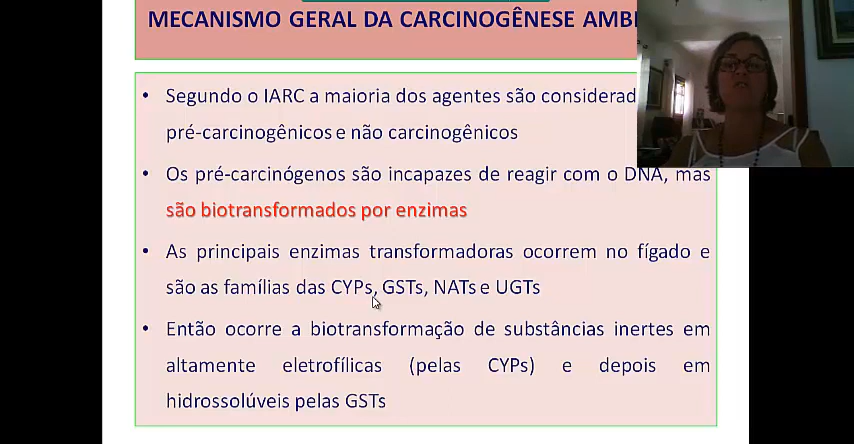 MECANISMO GERAL DA CARCINOGÊNESE AMBI
• Segundo o IARC a maioria dos agentes são considerad
pré-carcinogênicos e não carcinogênicos
• Os pré-carcinógenos são incapazes de reagir com o DNA, mas
são biotransformados por enzimas
• As principais enzimas transformadoras ocorrem no fígado e
são as famílias das CYPs, GSTs, NATs e UGTs
• Então ocorre a biotransformação de substâncias inertes em
altamente eletrofílicas (pelas CYPs) e depois em
hidrossolúveis pelas GSTs